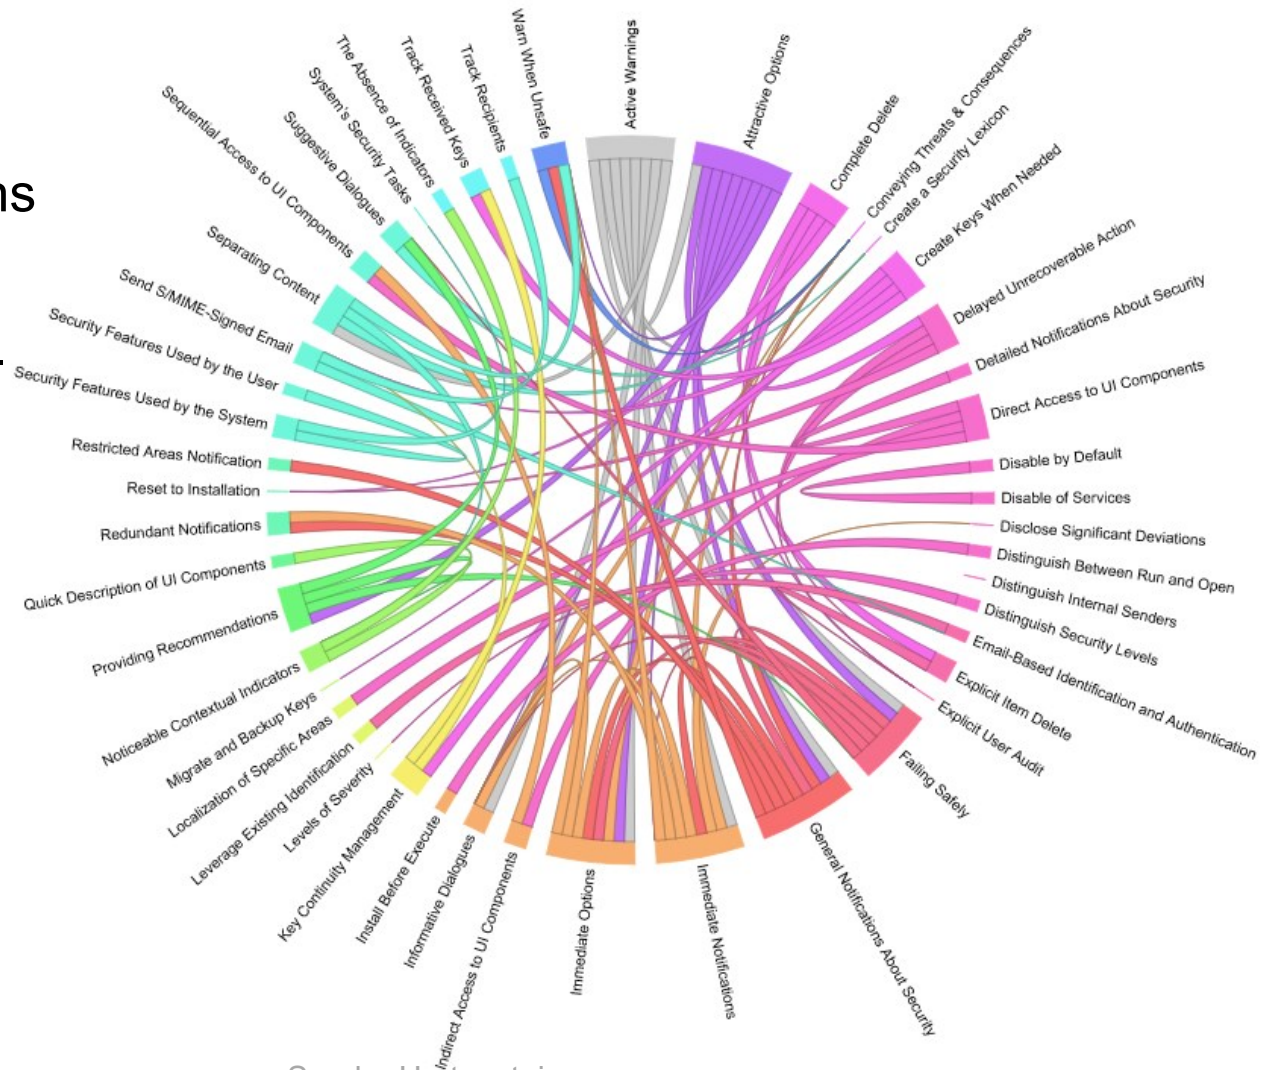 ns
Warn When Unsafe
Active Warnings
Attractive Options
Complete Delete
Conveying Threats & Consequences
Create a Security Lexicon
Create Keys When Needed
Delayed Unrecoverable Action
Detailed Notifications About Security
Direct Access to UI Components
Disable by Default
Disable of Services
Disclose Significant Deviations
Distinguish Between Run and Open
Distinguish Internal Senders
Distinguish Security Levels
Email-Based Identification and Authentication
Explicit Item Delete
Explicit User Audit
Failing Safely
General Notifications About Security
Immediate Notifications
Immediate Options
Indirect Access to UI Components
Informative Dialogues
Install Before Execute
Key Continuity Management
Levels of Severity
Leverage Existing Identification
Localization of Specific Areas
Migrate and Backup Keys
Noticeable Contextual Indicators
Providing Recommendations
Quick Description of UI Components
Redundant Notifications
Reset to Installation
Restricted Areas Notification
Security Features Used by the System
Security Features Used by the User
Send S/MIME-Signed Email
Separating Content
Sequential Access to UI Components
Suggestive Dialogues
System's Security Tasks
The Absence of Indicators
Track Received Keys
Track Recipients